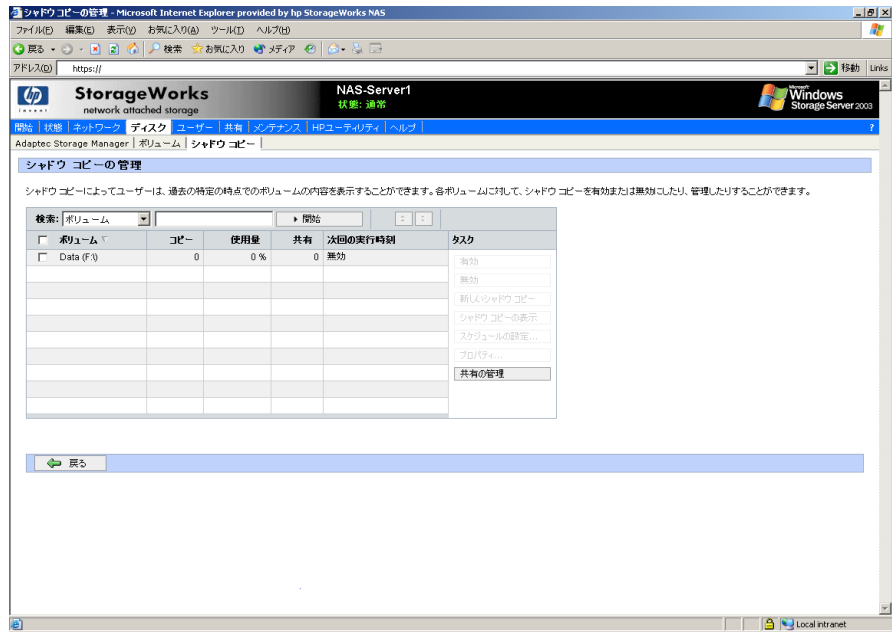 シャドウ コピーの管理 - Microsoft Internet Explorer provided by hp StorageWorks NAS
ファイル(F) 編集(E) 表示(V) お気に入り(A) ツール(T) ヘルプ(H)
戻る 検索 お気に入り メディア
アドレス(D) https:// 移動 Links
hp invent
StorageWorks
network attached storage
NAS-Server1
状態: 通常
Microsoft
Windows
Storage Server 2003
開始 状態 ネットワーク ディスク ユーザー 共有 メンテナンス HPユーティリティ ヘルプ ?
Adaptec Storage Manager ボリューム シャドウ コピー
シャドウ コピーの管理
シャドウ コピーによってユーザーは、過去の特定の時点でのボリュームの内容を表示することができます。各ボリュームに対して、シャドウ コピーを有効または無効にしたり、管理したりすることができます。
検索: ボリューム 開始
ボリューム コピー 使用量 共有 次回の実行時刻 タスク
Data (F:\) 0 0 % 0 無効
有効
無効
新しいシャドウ コピー
シャドウ コピーの表示
スケジュールの設定...
プロパティ...
共有の管理
戻る
Local intranet